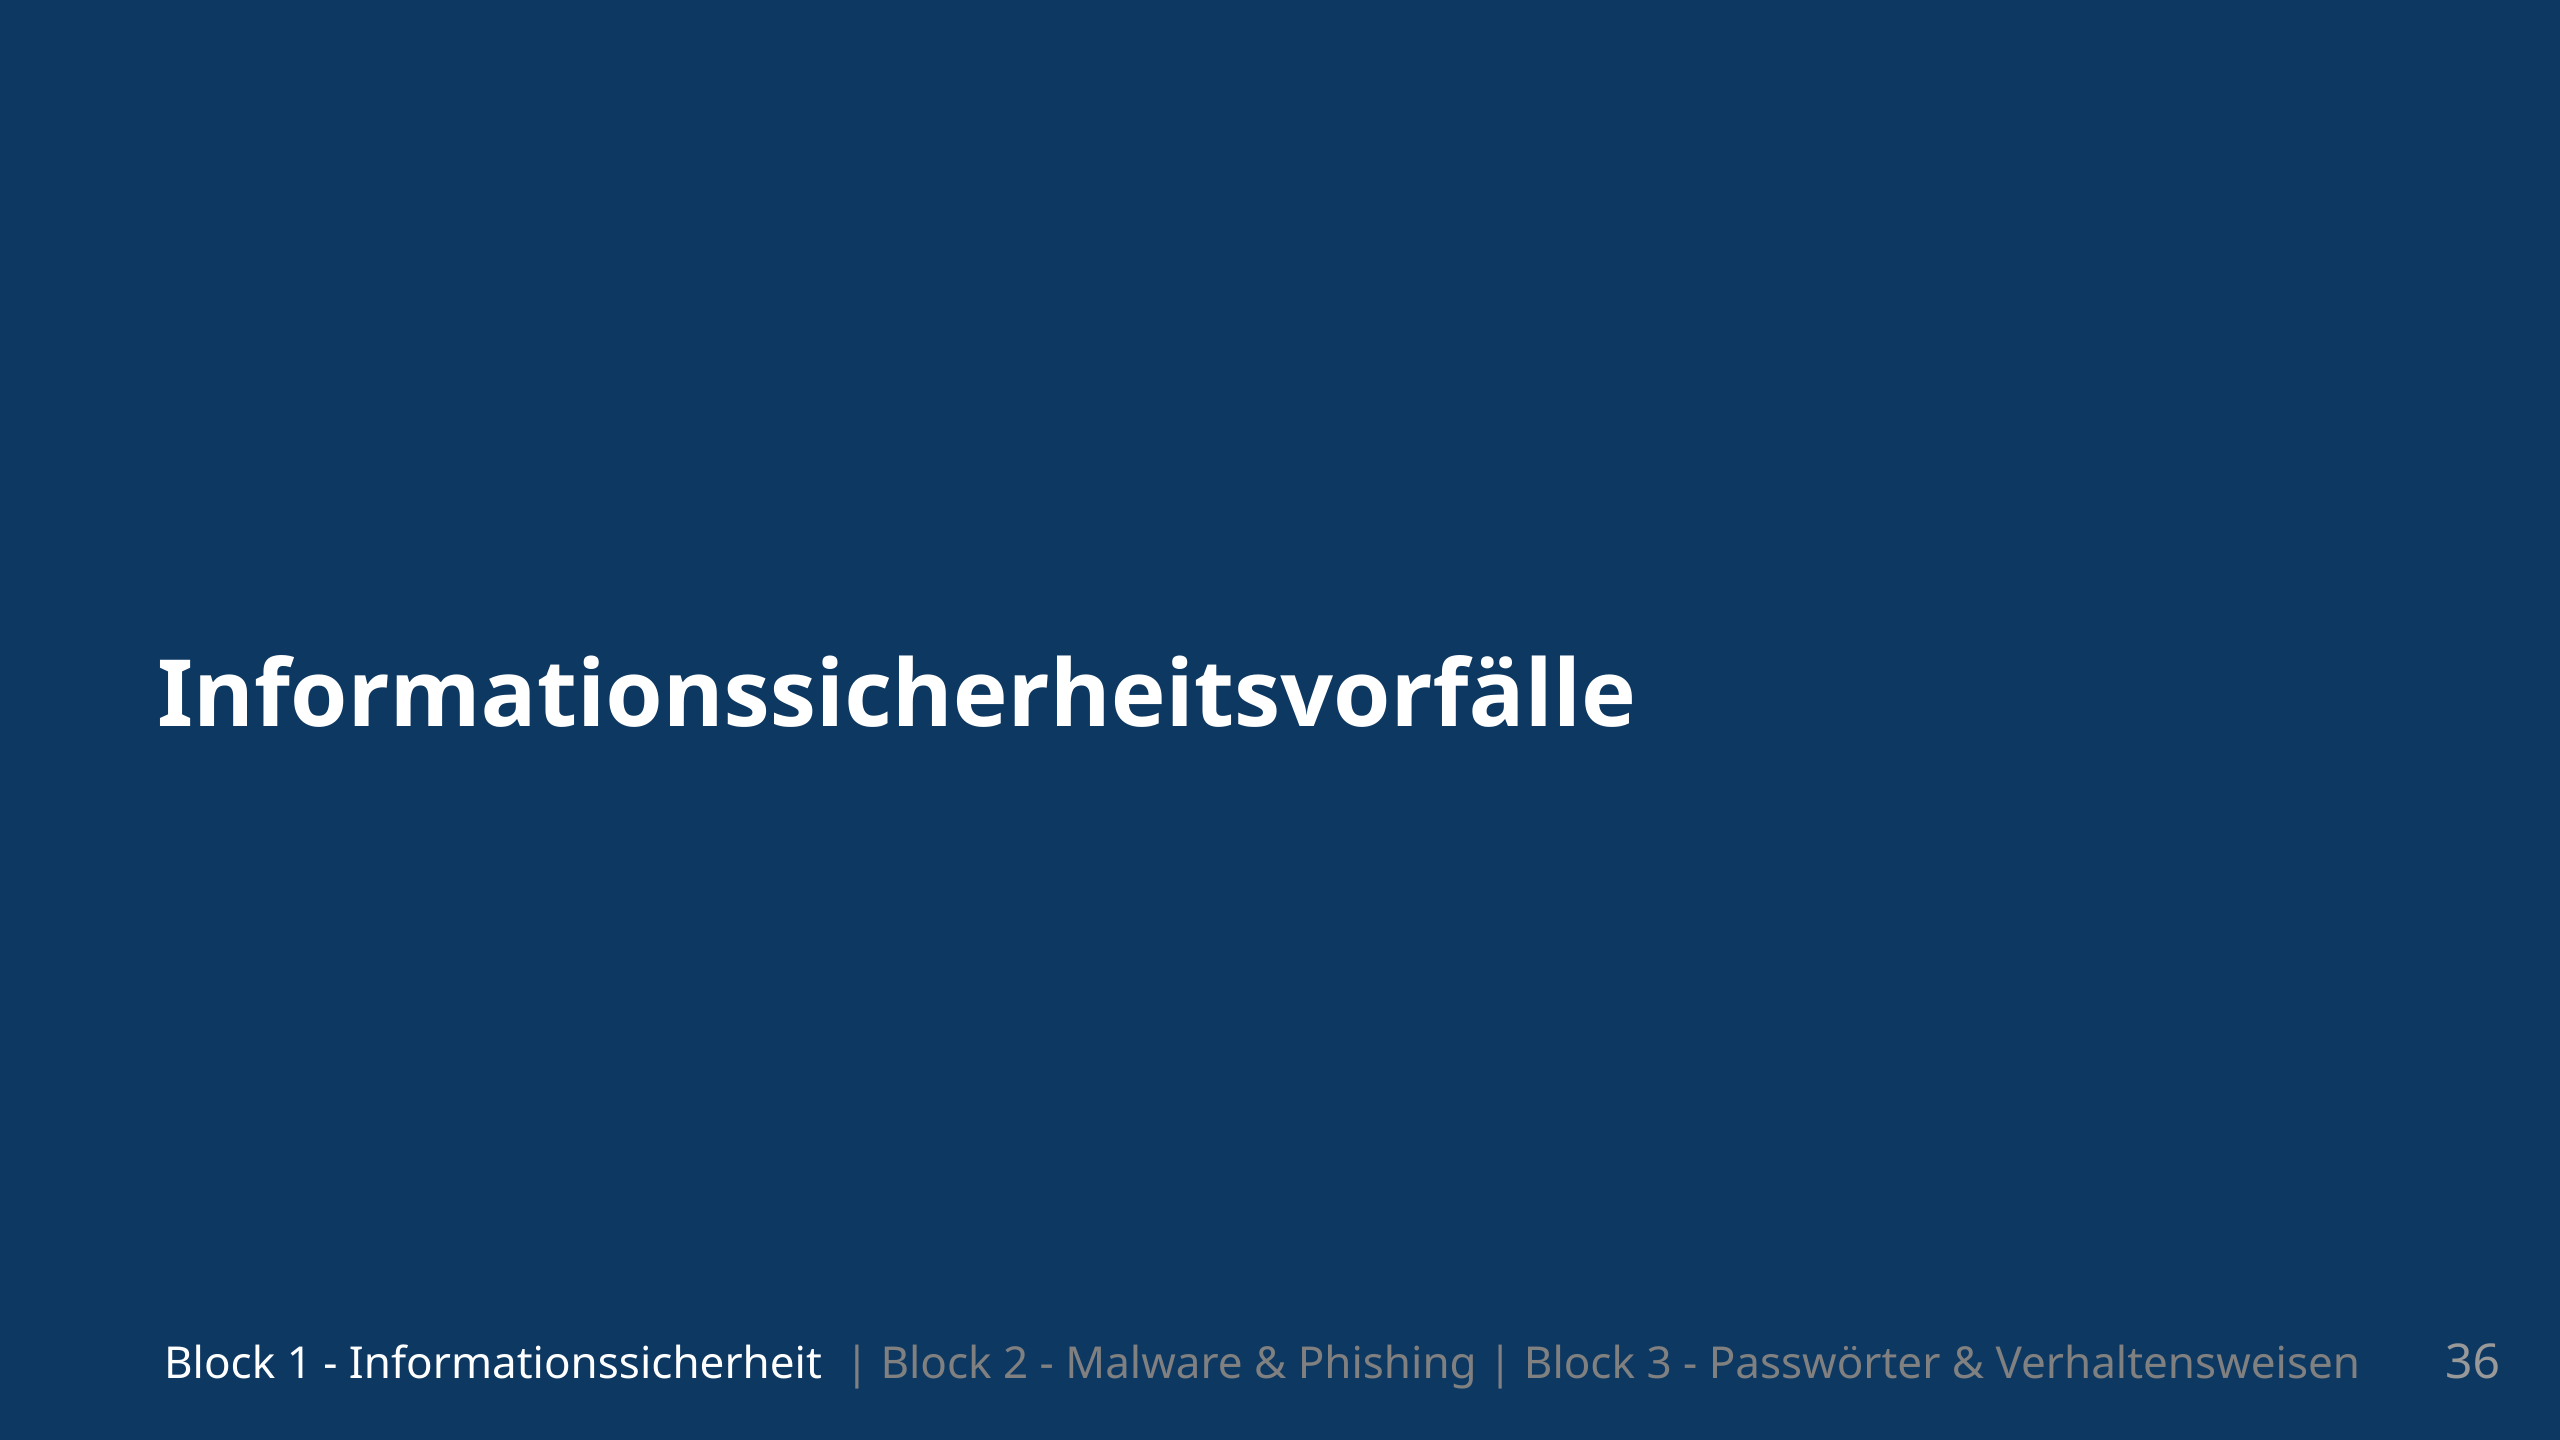 Informationssicherheitsvorfälle
Block 1 - Informationssicherheit | Block 2 - Malware & Phishing | Block 3 - Passwörter & Verhaltensweisen 36